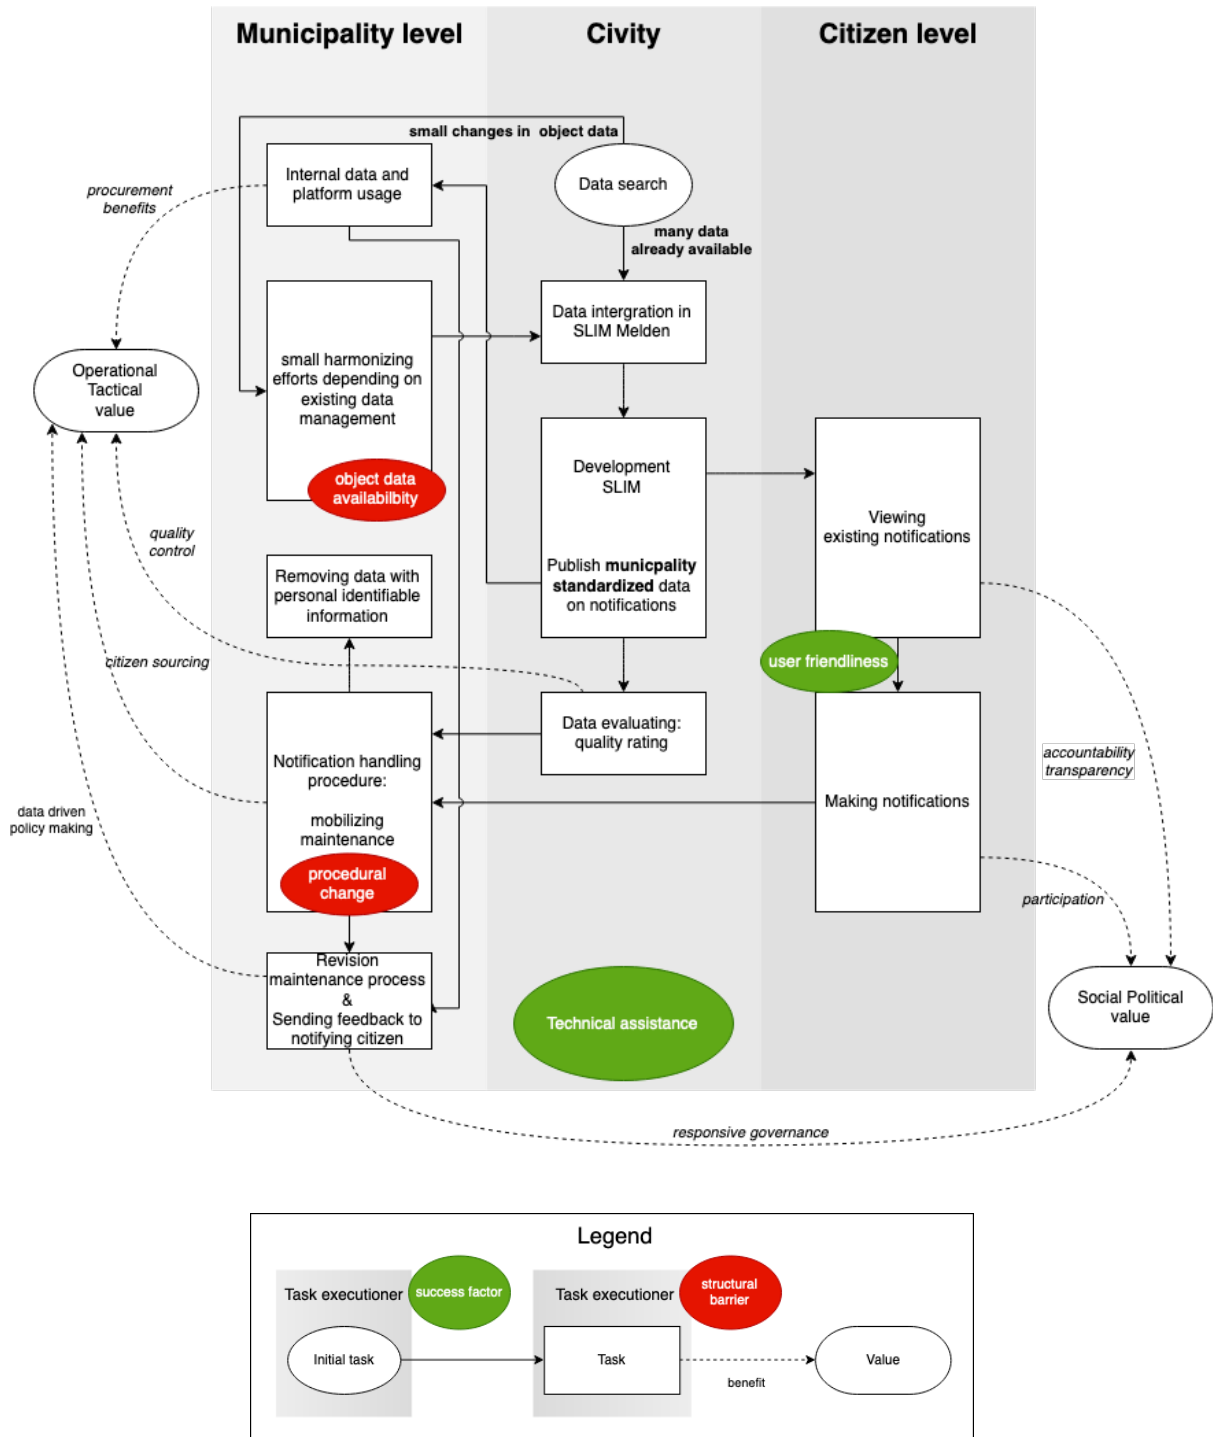 Municipality level
Civity
Citizen level
small changes in  object data
Internal data and
platform usage
Data search
procurement
benefits
many data
already available
Data intergration in
SLIM Melden
small harmonizing
efforts depending on
existing data
management
Operational
Tactical
value
object data
availabilbity
Development
SLIM
Publish municpality
standardized data
on notifications
Viewing
existing notifications
quality
control
Removing data with
personal identifiable
information
user friendliness
citizen sourcing
Data evaluating:
quality rating
Notification handling
procedure:
mobilizing
maintenance
Making notifications
accountability
transparency
data driven
policy making
procedural
change
participation
Revision
maintenance process
&
Sending feedback to
notifying citizen
Technical assistance
Social Political
value
responsive governance
Legend
Task executioner
success factor
Task executioner
structural
barrier
Initial task
Task
benefit
Value